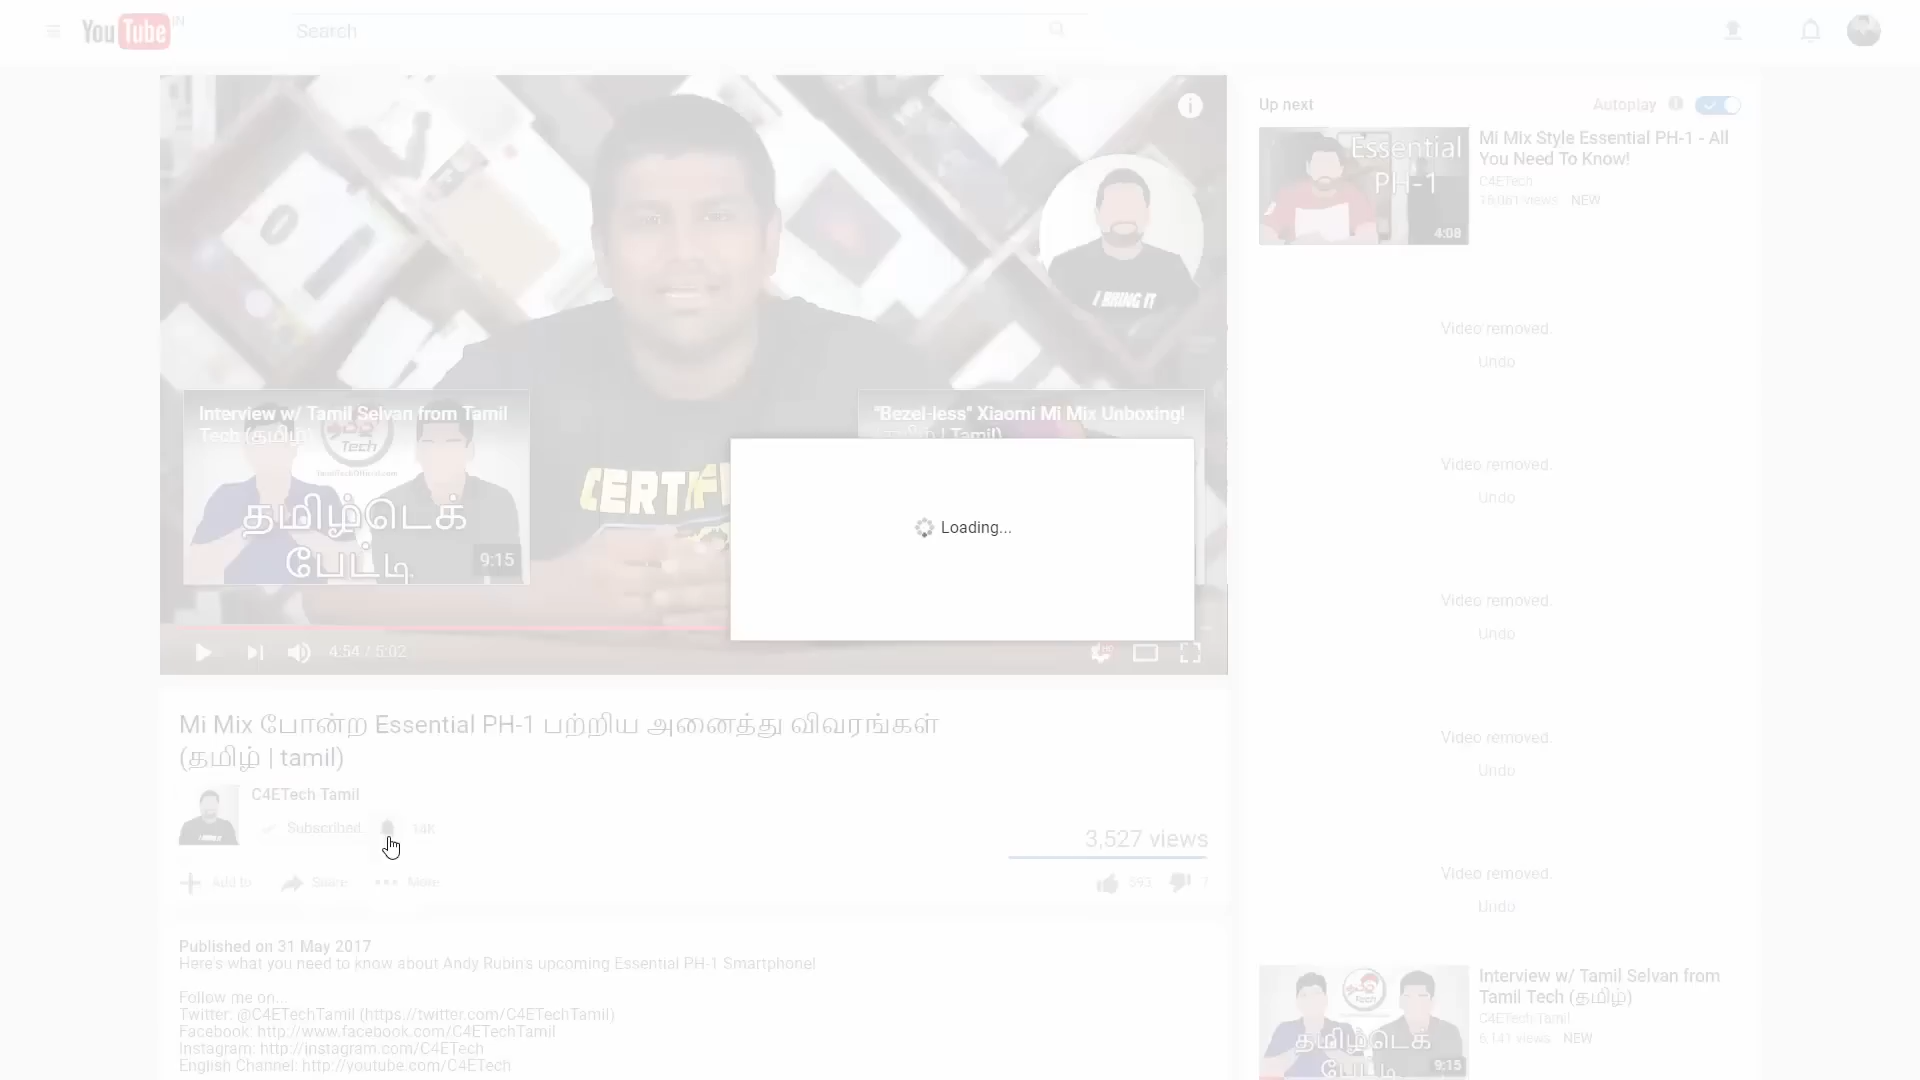 YouTube IN
Search
Interview w/ Tamil Selvan from Tamil
Tech (தமிழ்)
தமிழ் Tech
தமிழ்டெக்
பேட்டி
9:15
I BRING IT
"Bezel-less" Xiaomi Mi Mix Unboxing!
(தமிழ் | Tamil)
Loading...
4:54 / 5:02
HD
Mi Mix போன்ற Essential PH-1 பற்றிய அனைத்து விவரங்கள்
(தமிழ் | tamil)
C4ETech Tamil
Subscribed 14K
3,527 views
Add to Share More
593 7
Published on 31 May 2017
Here's what you need to know about Andy Rubin's upcoming Essential PH-1 Smartphone!
Follow me on...
Twitter: @C4ETechTamil (https://twitter.com/C4ETechTamil)
Facebook: http://www.facebook.com/C4ETechTamil
Instagram: http://instagram.com/C4ETech
English Channel: http://youtube.com/C4ETech
Up next
Autoplay
Essential
PH-1
4:08
Mi Mix Style Essential PH-1 - All
You Need To Know!
C4ETech
views NEW
Video removed.
Undo
Video removed.
Undo
Video removed.
Undo
Video removed.
Undo
Video removed.
Undo
தமிழ்டெக்
பேட்டி
9:15
Interview w/ Tamil Selvan from
Tamil Tech (தமிழ்)
C4ETech Tamil
6,141 views NEW